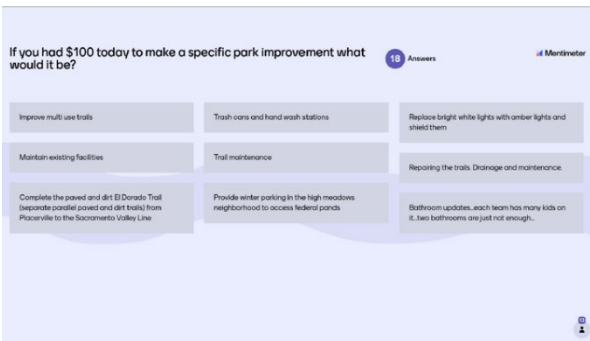 If you had $100 today to make a specific park improvement what
would it be?
18 Answers
Mentimeter
Improve multi use trails
Trash cans and hand wash stations
Replace bright white lights with amber lights and
shield them
Maintain existing facilities
Trail maintenance
Repairing the trails. Drainage and maintenance.
Complete the paved and dirt El Dorado Trail
(separate parallel paved and dirt trails) from
Placerville to the Sacramento Valley Line
Provide winter parking in the high meadows
neighborhood to access federal pands
Bathroom updates...each team has many kids on
it...two bathrooms are just not enough...